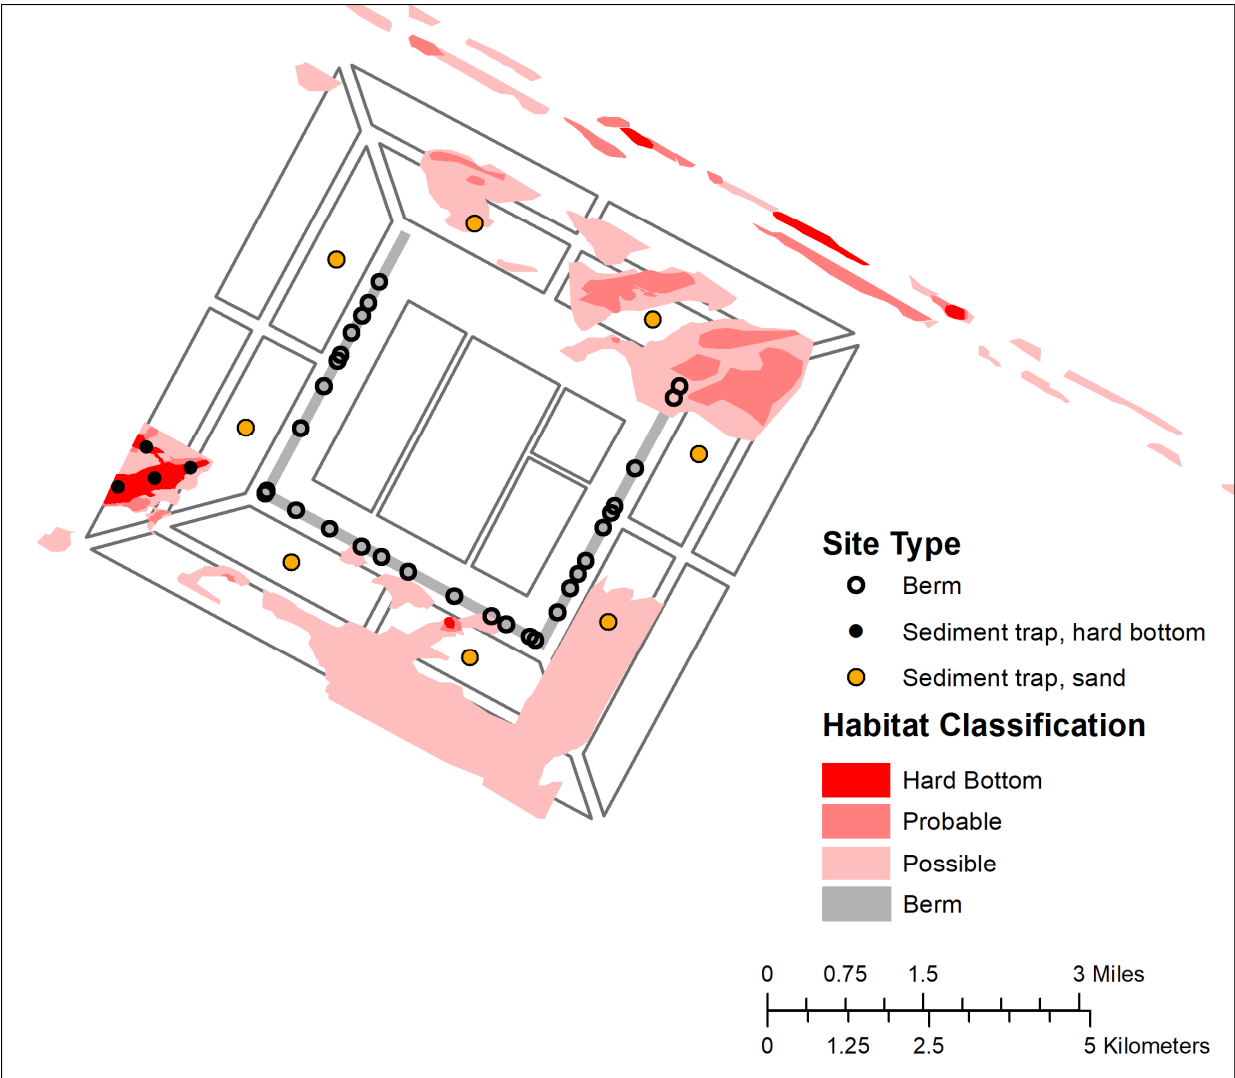 Site Type
Berm
Sediment trap, hard bottom
Sediment trap, sand
Habitat Classification
Hard Bottom
Probable
Possible
Berm
0 0.75 1.5 3 Miles
0 1.25 2.5 5 Kilometers